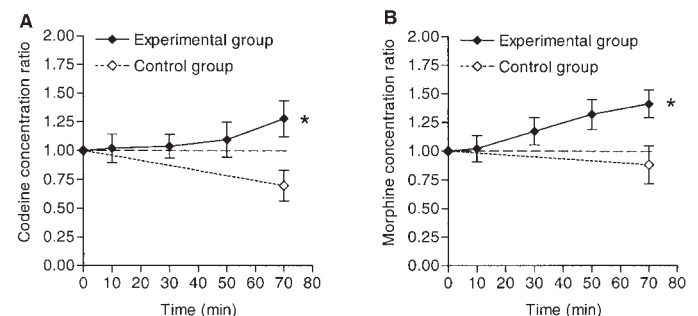 A
2.00
Experimental group
1.75
Control group
1.50
1.25
*
1.00
0.75
0.50
0.25
0.00
0 10 20 30 40 50 60 70 80
Time (min)
Codeine concentration ratio
B
2.00
Experimental group
1.75
Control group
1.50
*
1.25
1.00
0.75
0.50
0.25
0.00
0 10 20 30 40 50 60 70 80
Time (min)
Morphine concentration ratio